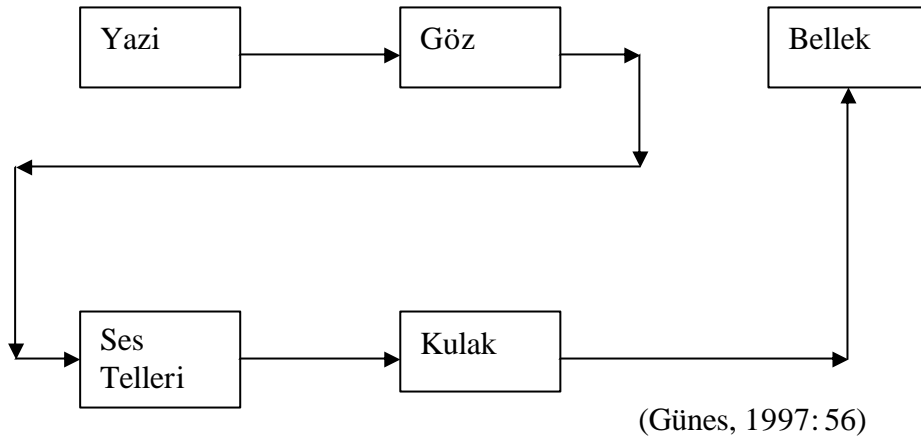 Yazi
Göz
Bellek
Ses
Telleri
Kulak
(Günes, 1997: 56)